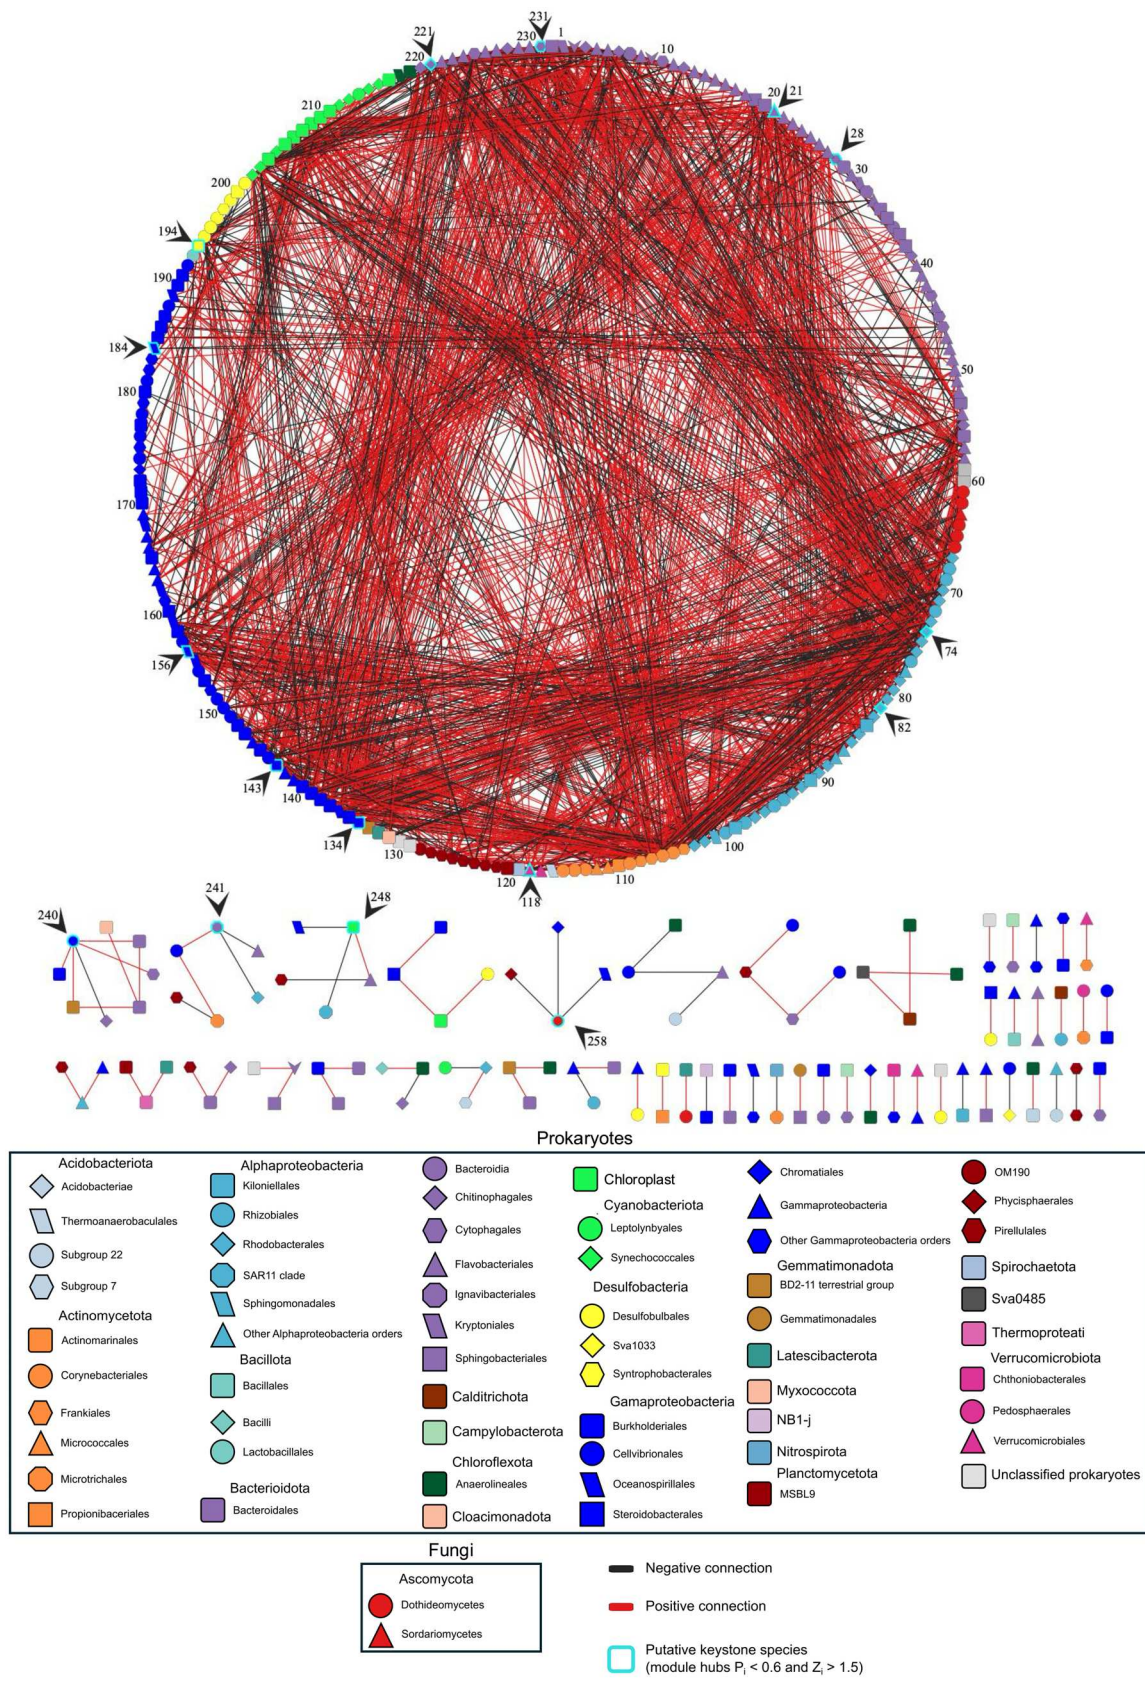 231
221
230
1
220
10
20
21
210
28
30
200
194
40
190
184
50
180
60
170
70
160
74
156
80
82
150
90
143
140
100
134
130
110
120
118
240
241
248
258
Prokaryotes
Acidobacteriota
Acidobacteriae
Thermoanaerobaculales
Subgroup 22
Subgroup 7
Actinomycetota
Actinomarinales
Corynebacteriales
Frankiales
Micrococcales
Microtrichales
Propionibaceriales
Alphaproteobacteria
Kiloniellales
Rhizobiales
Rhodobacterales
SAR11 clade
Sphingomonadales
Other Alphaproteobacteria orders
Bacillota
Bacillales
Bacilli
Lactobacillales
Bacterioidota
Bacteroidales
Bacteroidia
Chitinophagales
Cytophagales
Flavobacteriales
Ignavibacteriales
Kryptoniales
Sphingobacteriales
Calditrichota
Campylobacterota
Chloroflexota
Anaerolineales
Cloacimonadota
Chloroplast
Cyanobacteriota
Leptolynbyales
Synechococcales
Desulfobacteria
Desulfobulbales
Sva1033
Syntrophobacterales
Gamaproteobacteria
Burkholderiales
Cellvibrionales
Oceanospirillales
Steroidobacterales
Chromatiales
Gammaproteobacteria
Other Gammaproteobacteria orders
Gemmatimonadota
BD2-11 terrestrial group
Gemmatimonadales
Latescibacterota
Myxococcota
NB1-j
Nitrospirota
Planctomycetota
MSBL9
OM190
Phycisphaerales
Pirellulales
Spirochaetota
Sva0485
Thermoproteati
Verrucomicrobiota
Chthoniobacterales
Pedosphaerales
Verrucomicrobiales
Unclassified prokaryotes
Fungi
Ascomycota
Dothideomycetes
Sordariomycetes
Negative connection
Positive connection
Putative keystone species
(module hubs Pi < 0.6 and Zi > 1.5)